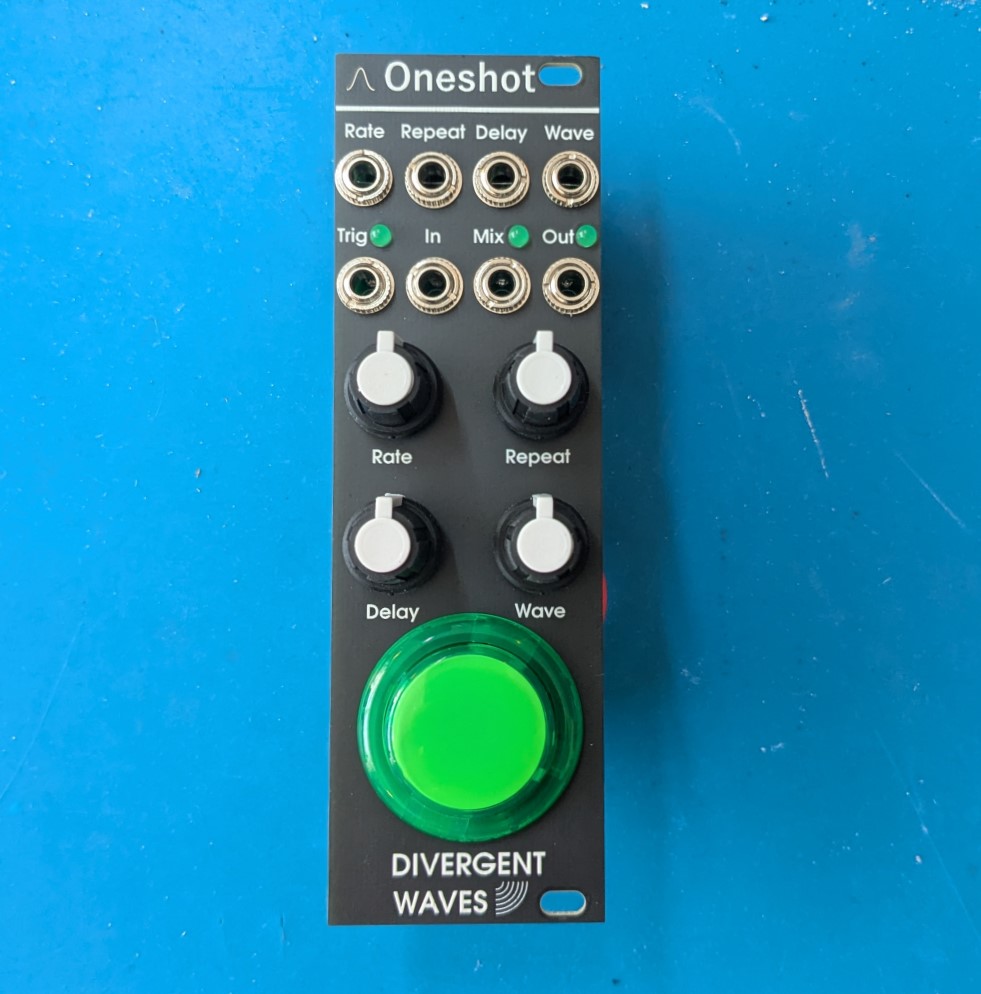 Oneshot
Rate Repeat Delay Wave
Trig In Mix Out
Rate Repeat
Delay Wave
DIVERGENT
WAVES